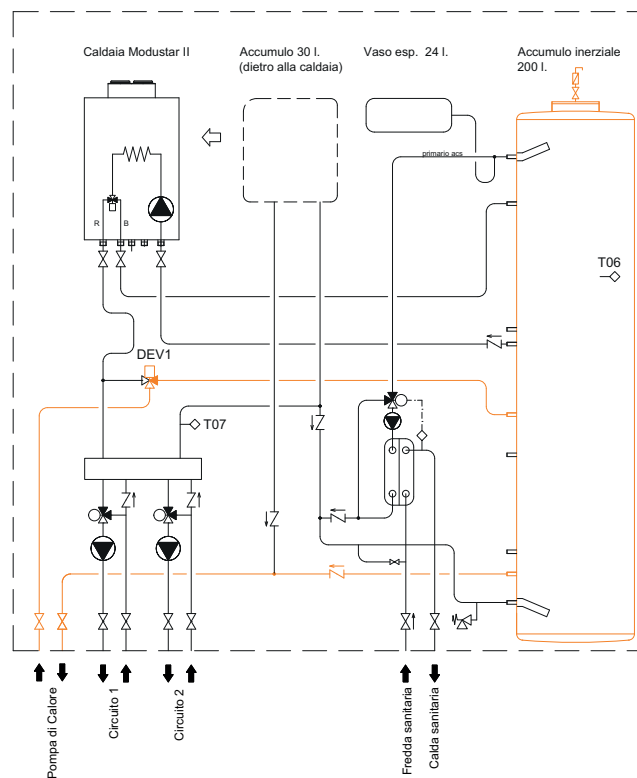 Caldaia Modustar II
Accumulo 30 l.
(dietro alla caldaia)
Vaso esp. 24 l.
Accumulo inerziale
200 l.
primario acs
R
B
T06
DEV1
T07
Pompa di Calore
Circuito 1
Circuito 2
Fredda sanitaria
Calda sanitaria